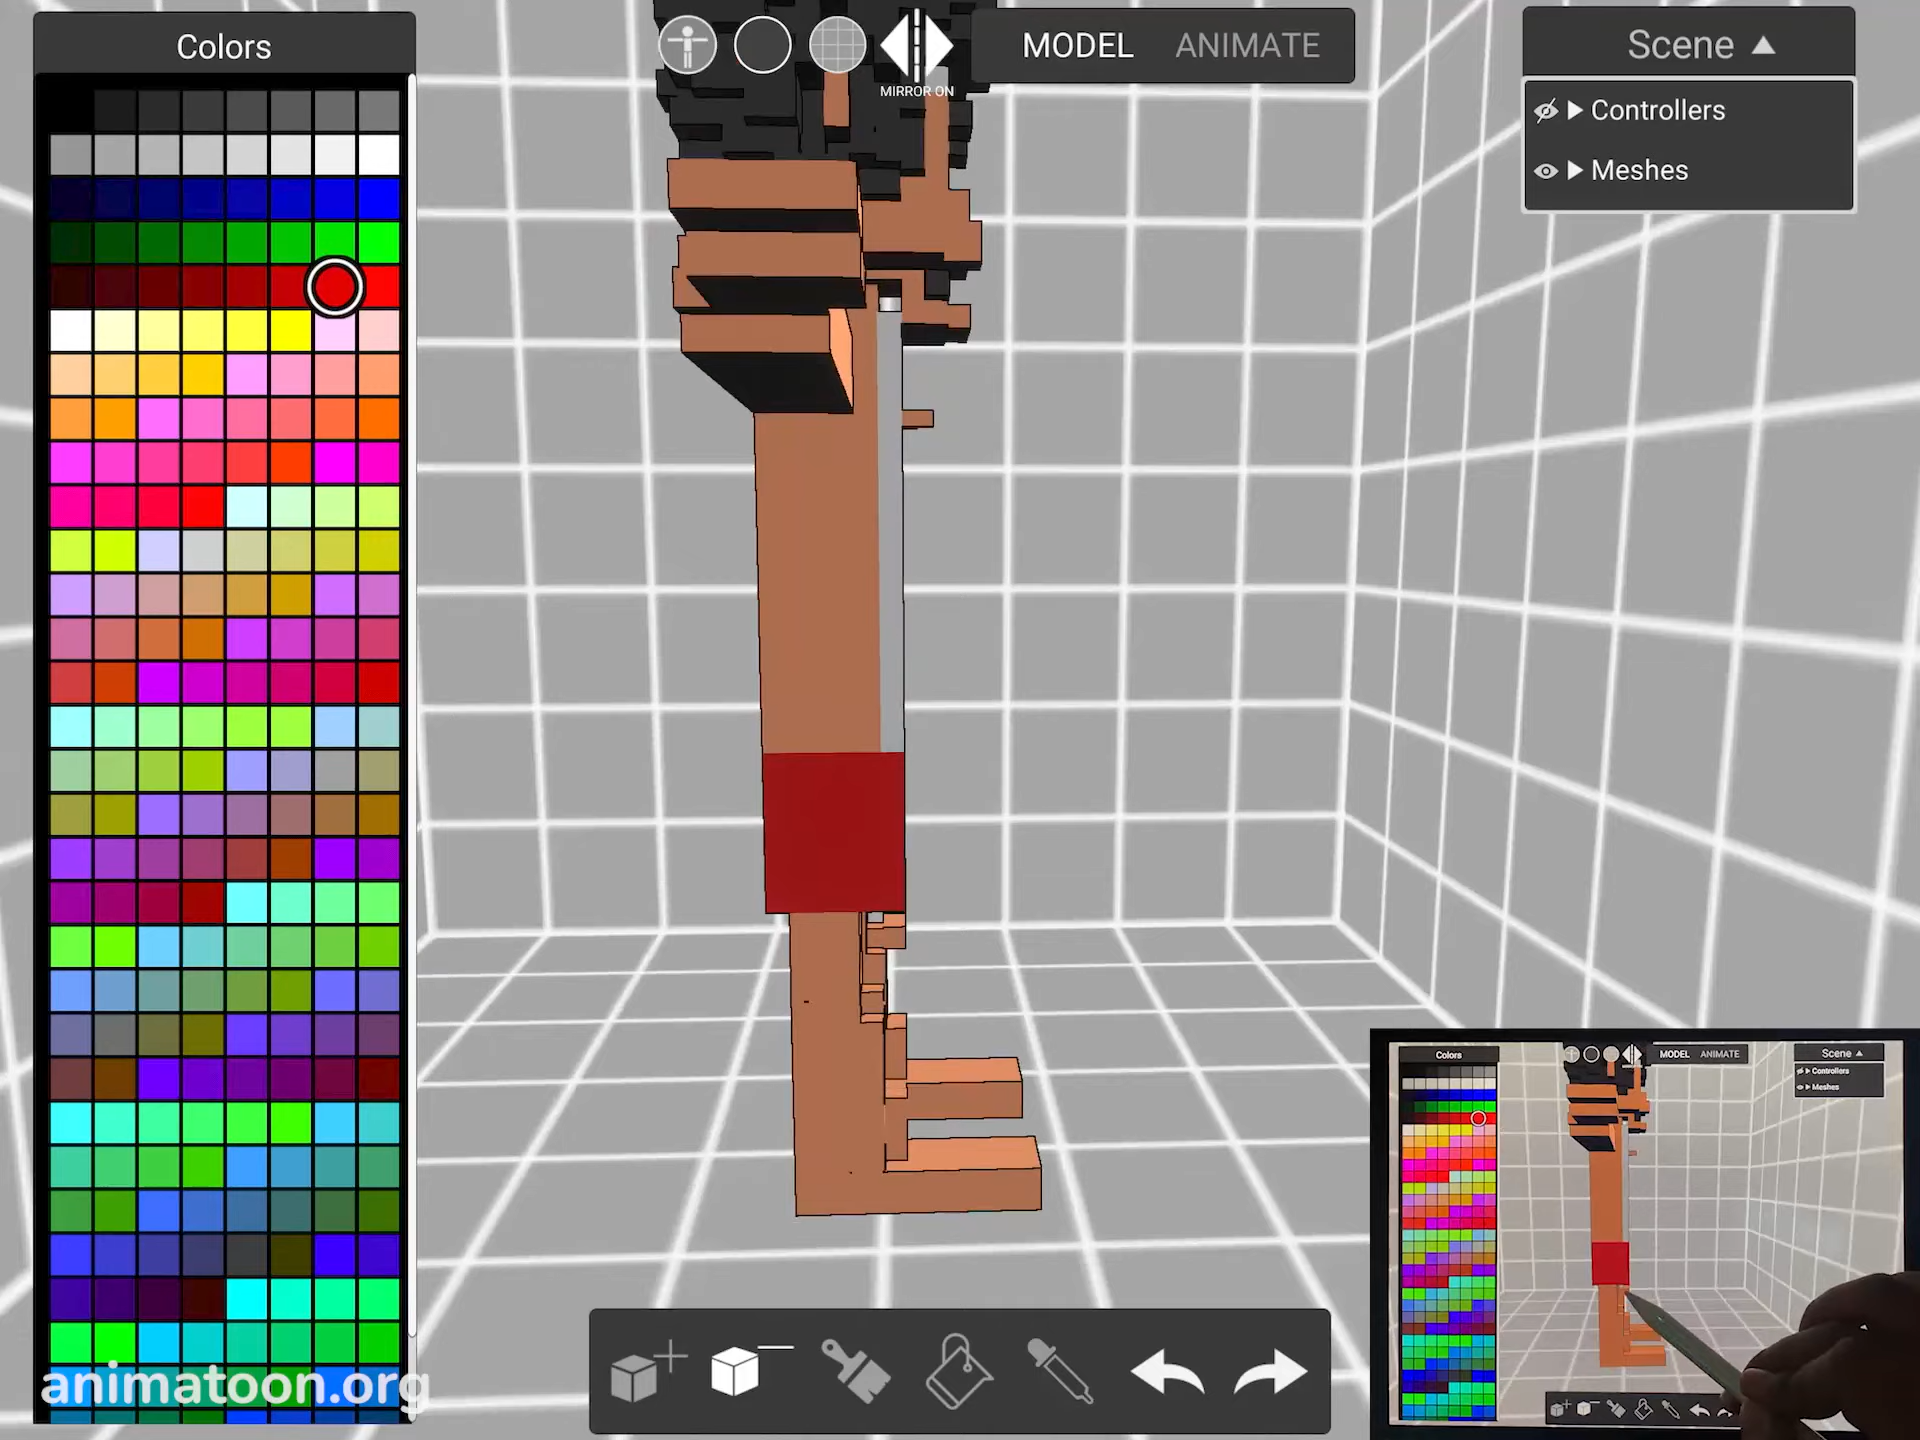 Colors
MODEL ANIMATE
MIRROR ON
Scene
Controllers
Meshes
animatoon.org
Colors
MODEL ANIMATE
Scene
Controllers
Meshes